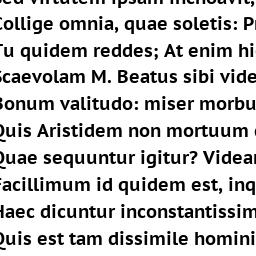 Sed virtutem ipsam inchoavit,
Collige omnia, quae soletis: P
Tu quidem reddes; At enim hi
Scaevolam M. Beatus sibi vide
Bonum valitudo: miser morbu
Quis Aristidem non mortuum
Quae sequuntur igitur? Videa
Facillimum id quidem est, inq
Haec dicuntur inconstantissim
Quis est tam dissimile homini